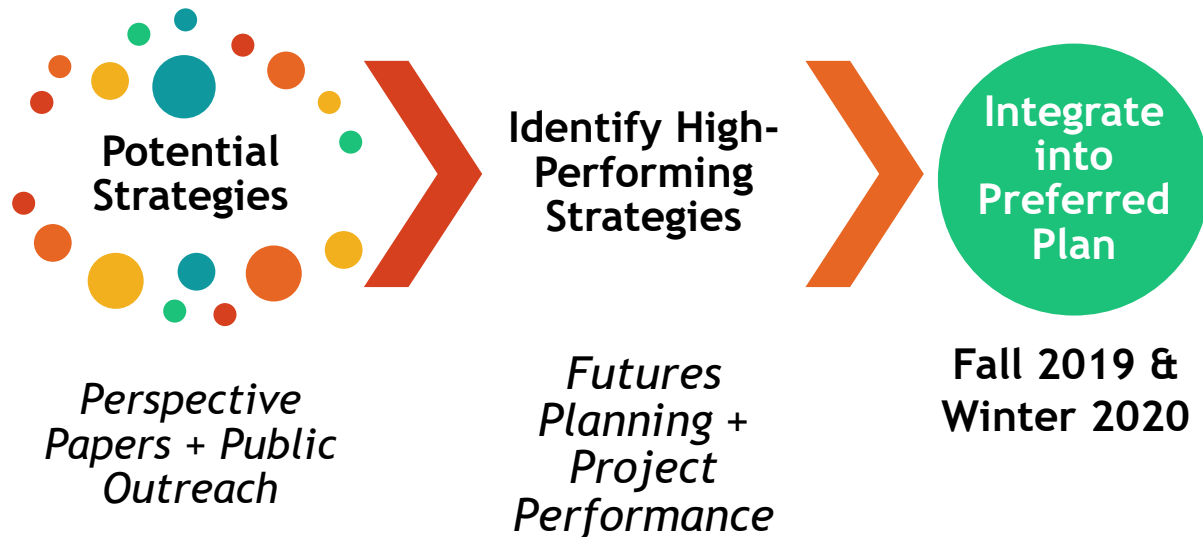 Potential
Strategies
Identify High-
Performing
Strategies
Integrate
into
Preferred
Plan
Perspective
Papers + Public
Outreach
Futures
Planning +
Project
Performance
Fall 2019 &
Winter 2020